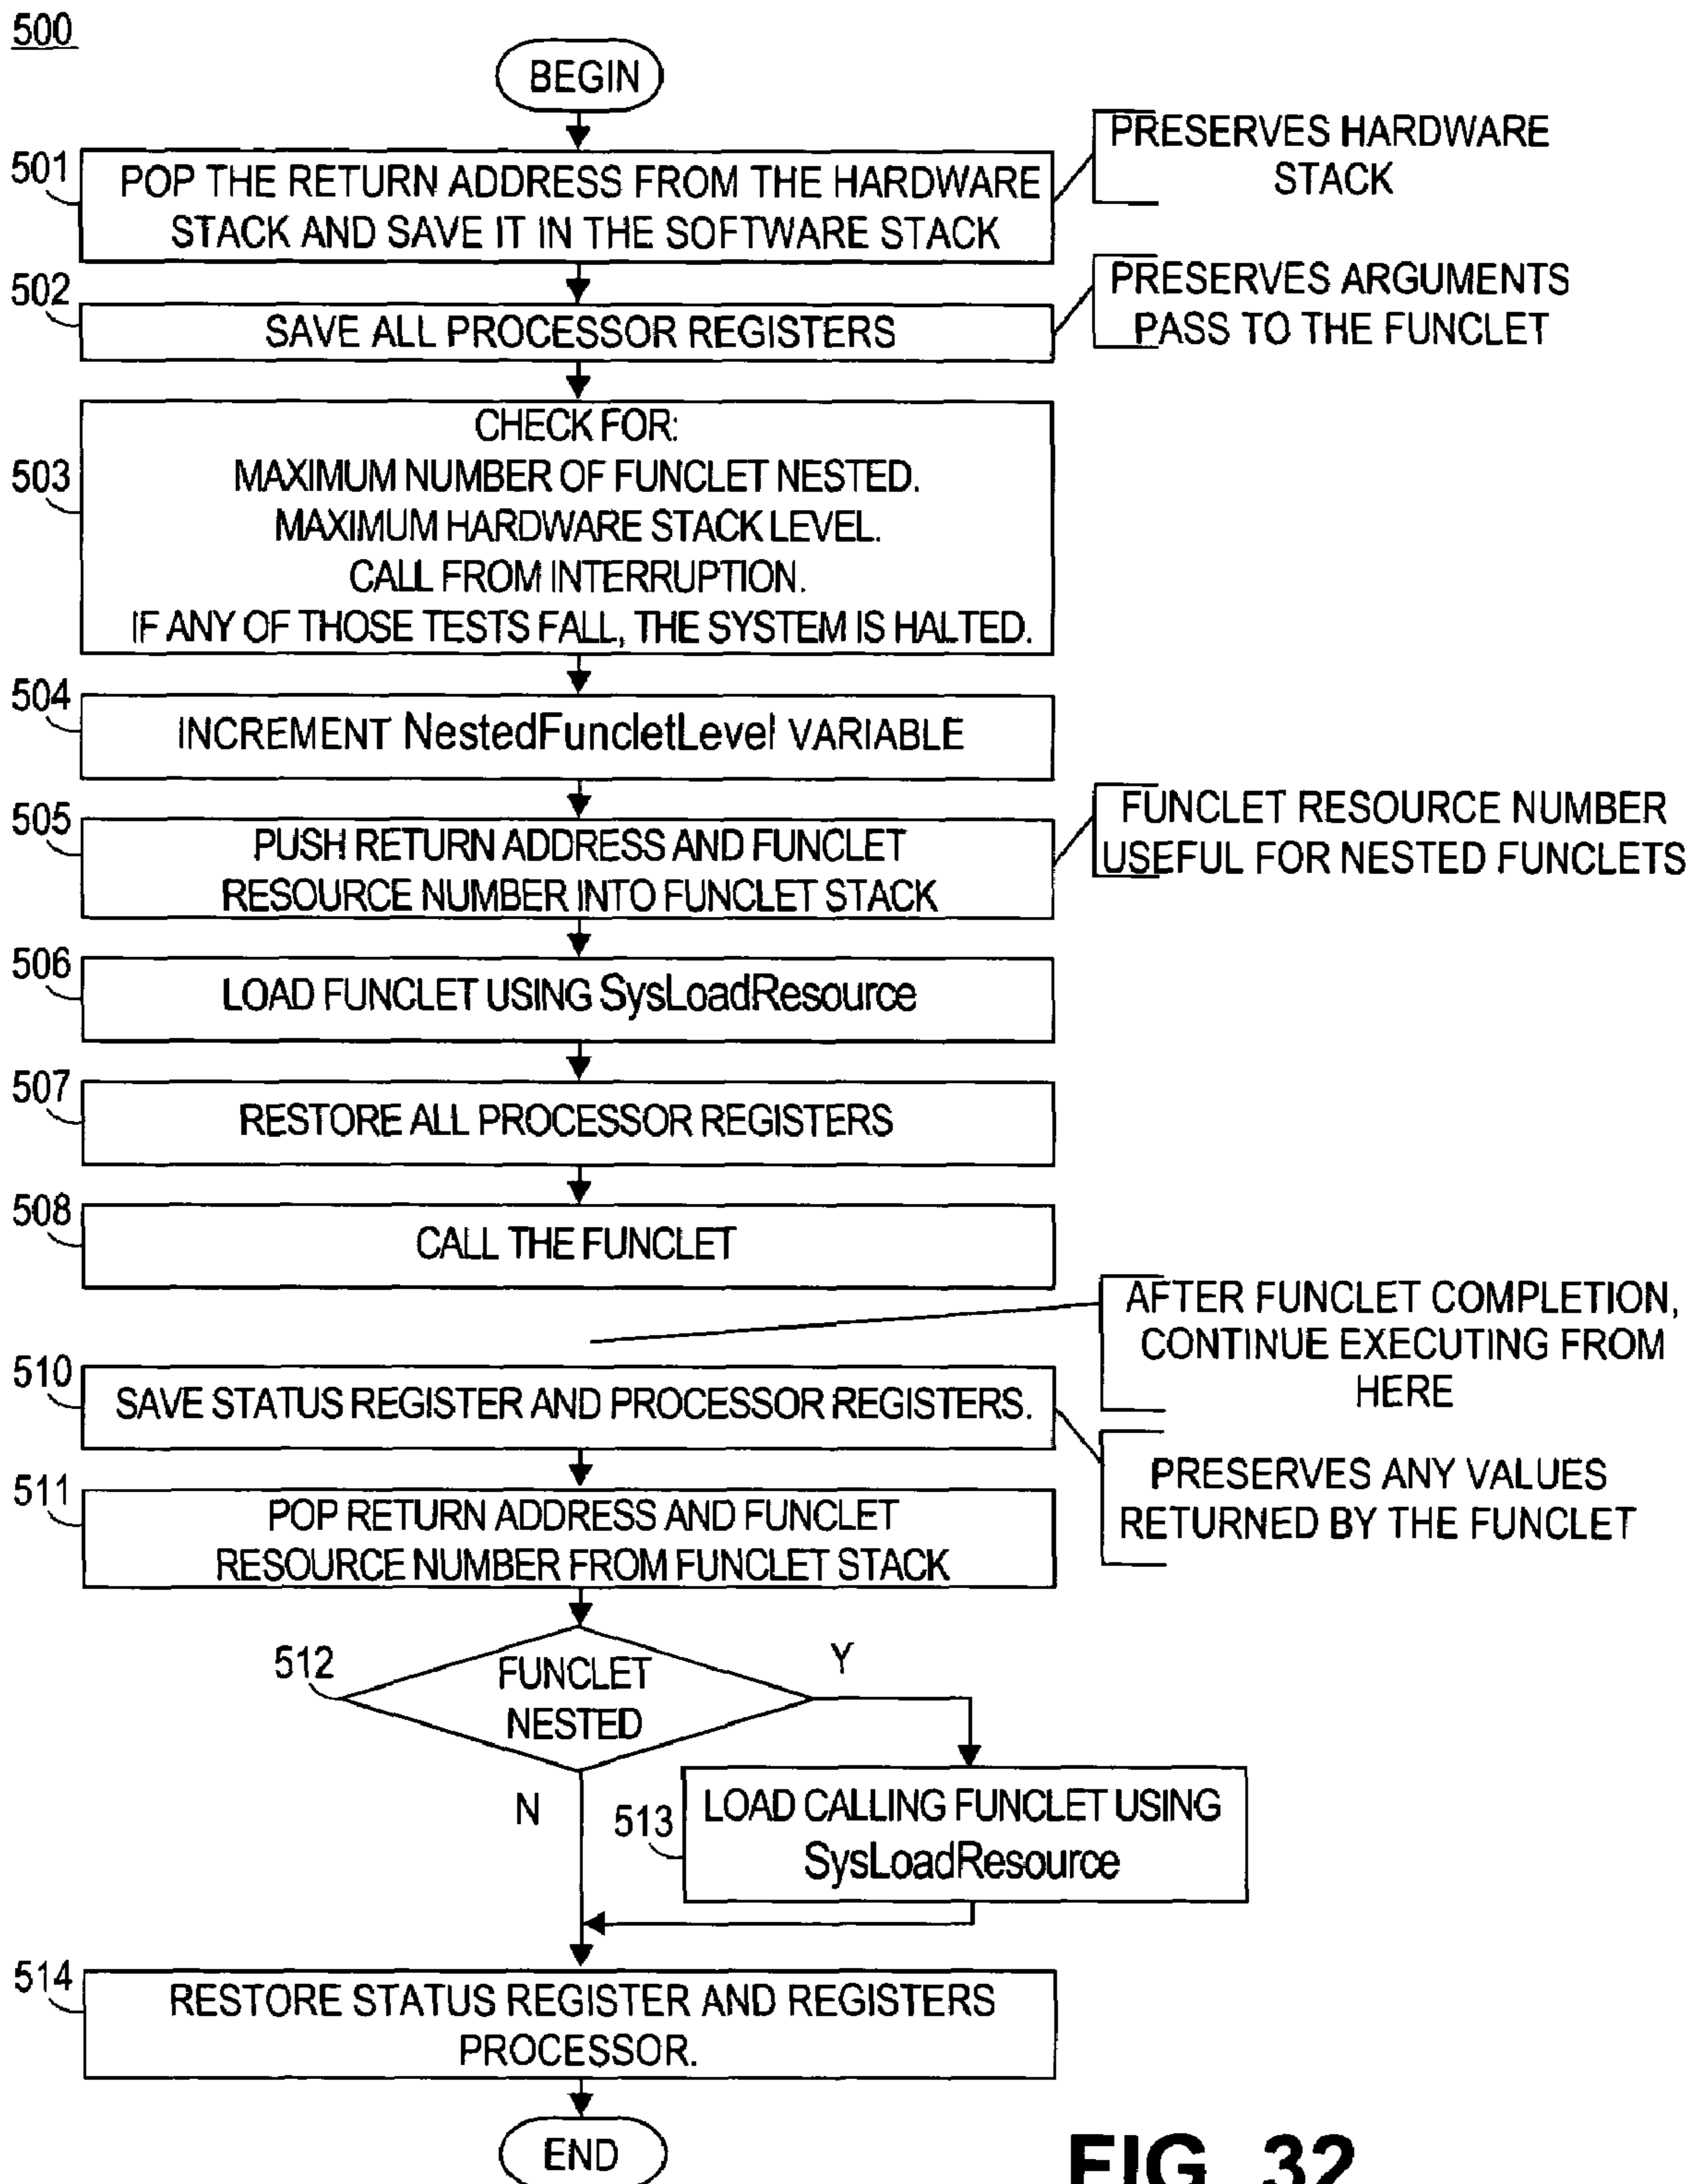 500
BEGIN
501
POP THE RETURN ADDRESS FROM THE HARDWARE
STACK AND SAVE IT IN THE SOFTWARE STACK
PRESERVES HARDWARE
STACK
502
SAVE ALL PROCESSOR REGISTERS
PRESERVES ARGUMENTS
PASS TO THE FUNCLET
503
CHECK FOR:
MAXIMUM NUMBER OF FUNCLET NESTED.
MAXIMUM HARDWARE STACK LEVEL.
CALL FROM INTERRUPTION.
IF ANY OF THOSE TESTS FALL, THE SYSTEM IS HALTED.
504
INCREMENT NestedFuncletLevel VARIABLE
505
PUSH RETURN ADDRESS AND FUNCLET
RESOURCE NUMBER INTO FUNCLET STACK
FUNCLET RESOURCE NUMBER
USEFUL FOR NESTED FUNCLETS
506
LOAD FUNCLET USING SysLoadResource
507
RESTORE ALL PROCESSOR REGISTERS
508
CALL THE FUNCLET
AFTER FUNCLET COMPLETION,
CONTINUE EXECUTING FROM
HERE
510
SAVE STATUS REGISTER AND PROCESSOR REGISTERS.
PRESERVES ANY VALUES
RETURNED BY THE FUNCLET
511
POP RETURN ADDRESS AND FUNCLET
RESOURCE NUMBER FROM FUNCLET STACK
512
FUNCLET
NESTED
Y
N
513
LOAD CALLING FUNCLET USING
SysLoadResource
514
RESTORE STATUS REGISTER AND REGISTERS
PROCESSOR.
END
FIG. 32